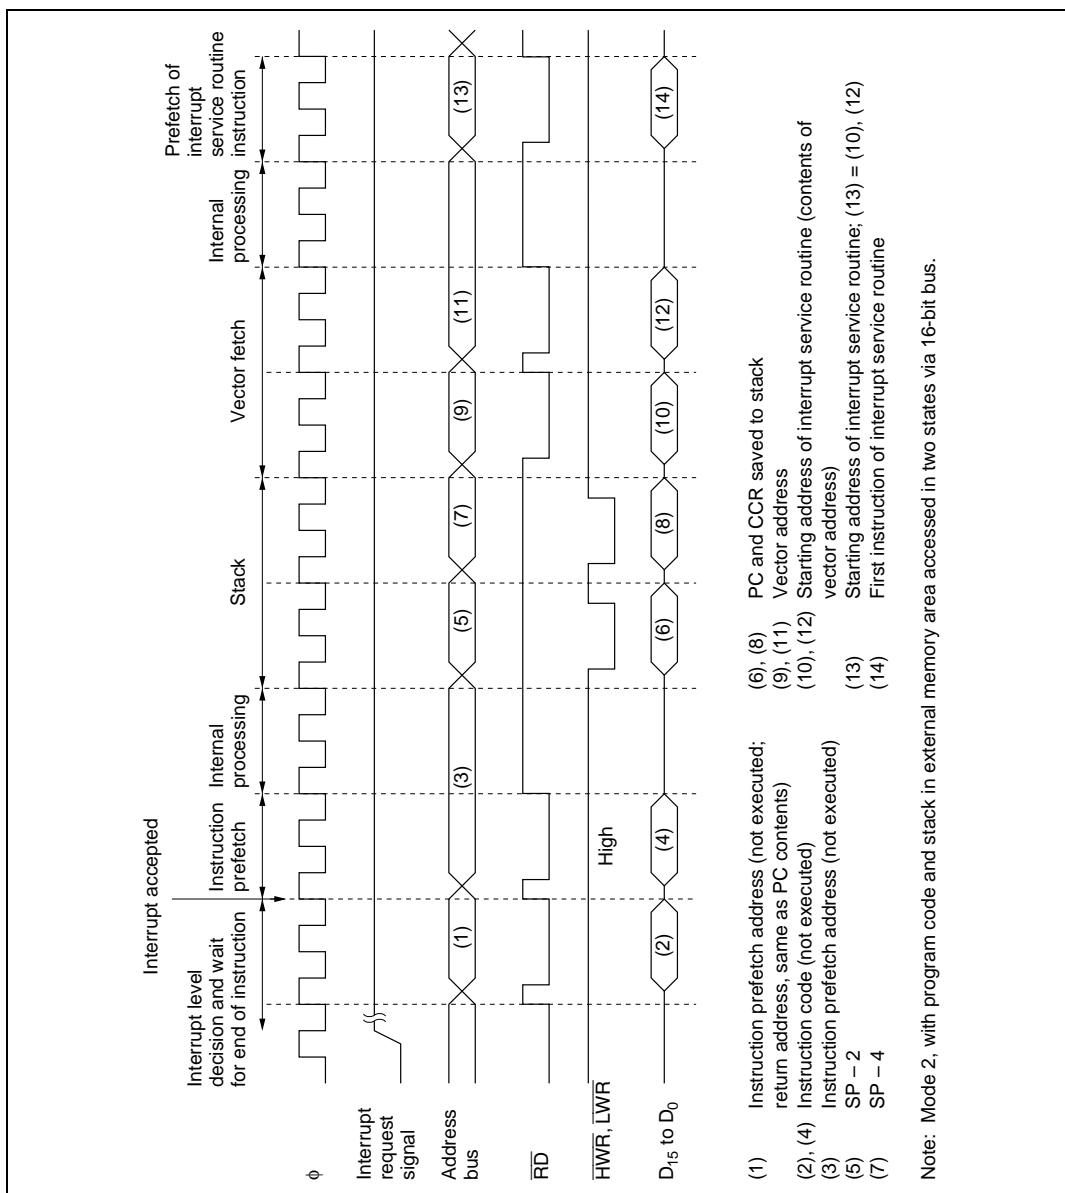 Interrupt accepted
Interrupt level
decision and wait
for end of instruction
Instruction
prefetch
Internal
processing
Stack
Vector fetch
Internal
processing
Prefetch of
interrupt
service routine
instruction
φ
Interrupt
request
signal
Address
bus
(1)
(3)
(5)
(7)
(9)
(11)
(13)
RD
HWR, LWR
High
D15 to D0
(2)
(4)
(6)
(8)
(10)
(12)
(14)
(1) Instruction prefetch address (not executed;
return address, same as PC contents)
(2), (4) Instruction code (not executed)
(3) Instruction prefetch address (not executed)
(5) SP – 2
(7) SP – 4
(6), (8) PC and CCR saved to stack
(9), (11) Vector address
(10), (12) Starting address of interrupt service routine (contents of
vector address)
(13) Starting address of interrupt service routine; (13) = (10), (12)
(14) First instruction of interrupt service routine
Note: Mode 2, with program code and stack in external memory area accessed in two states via 16-bit bus.